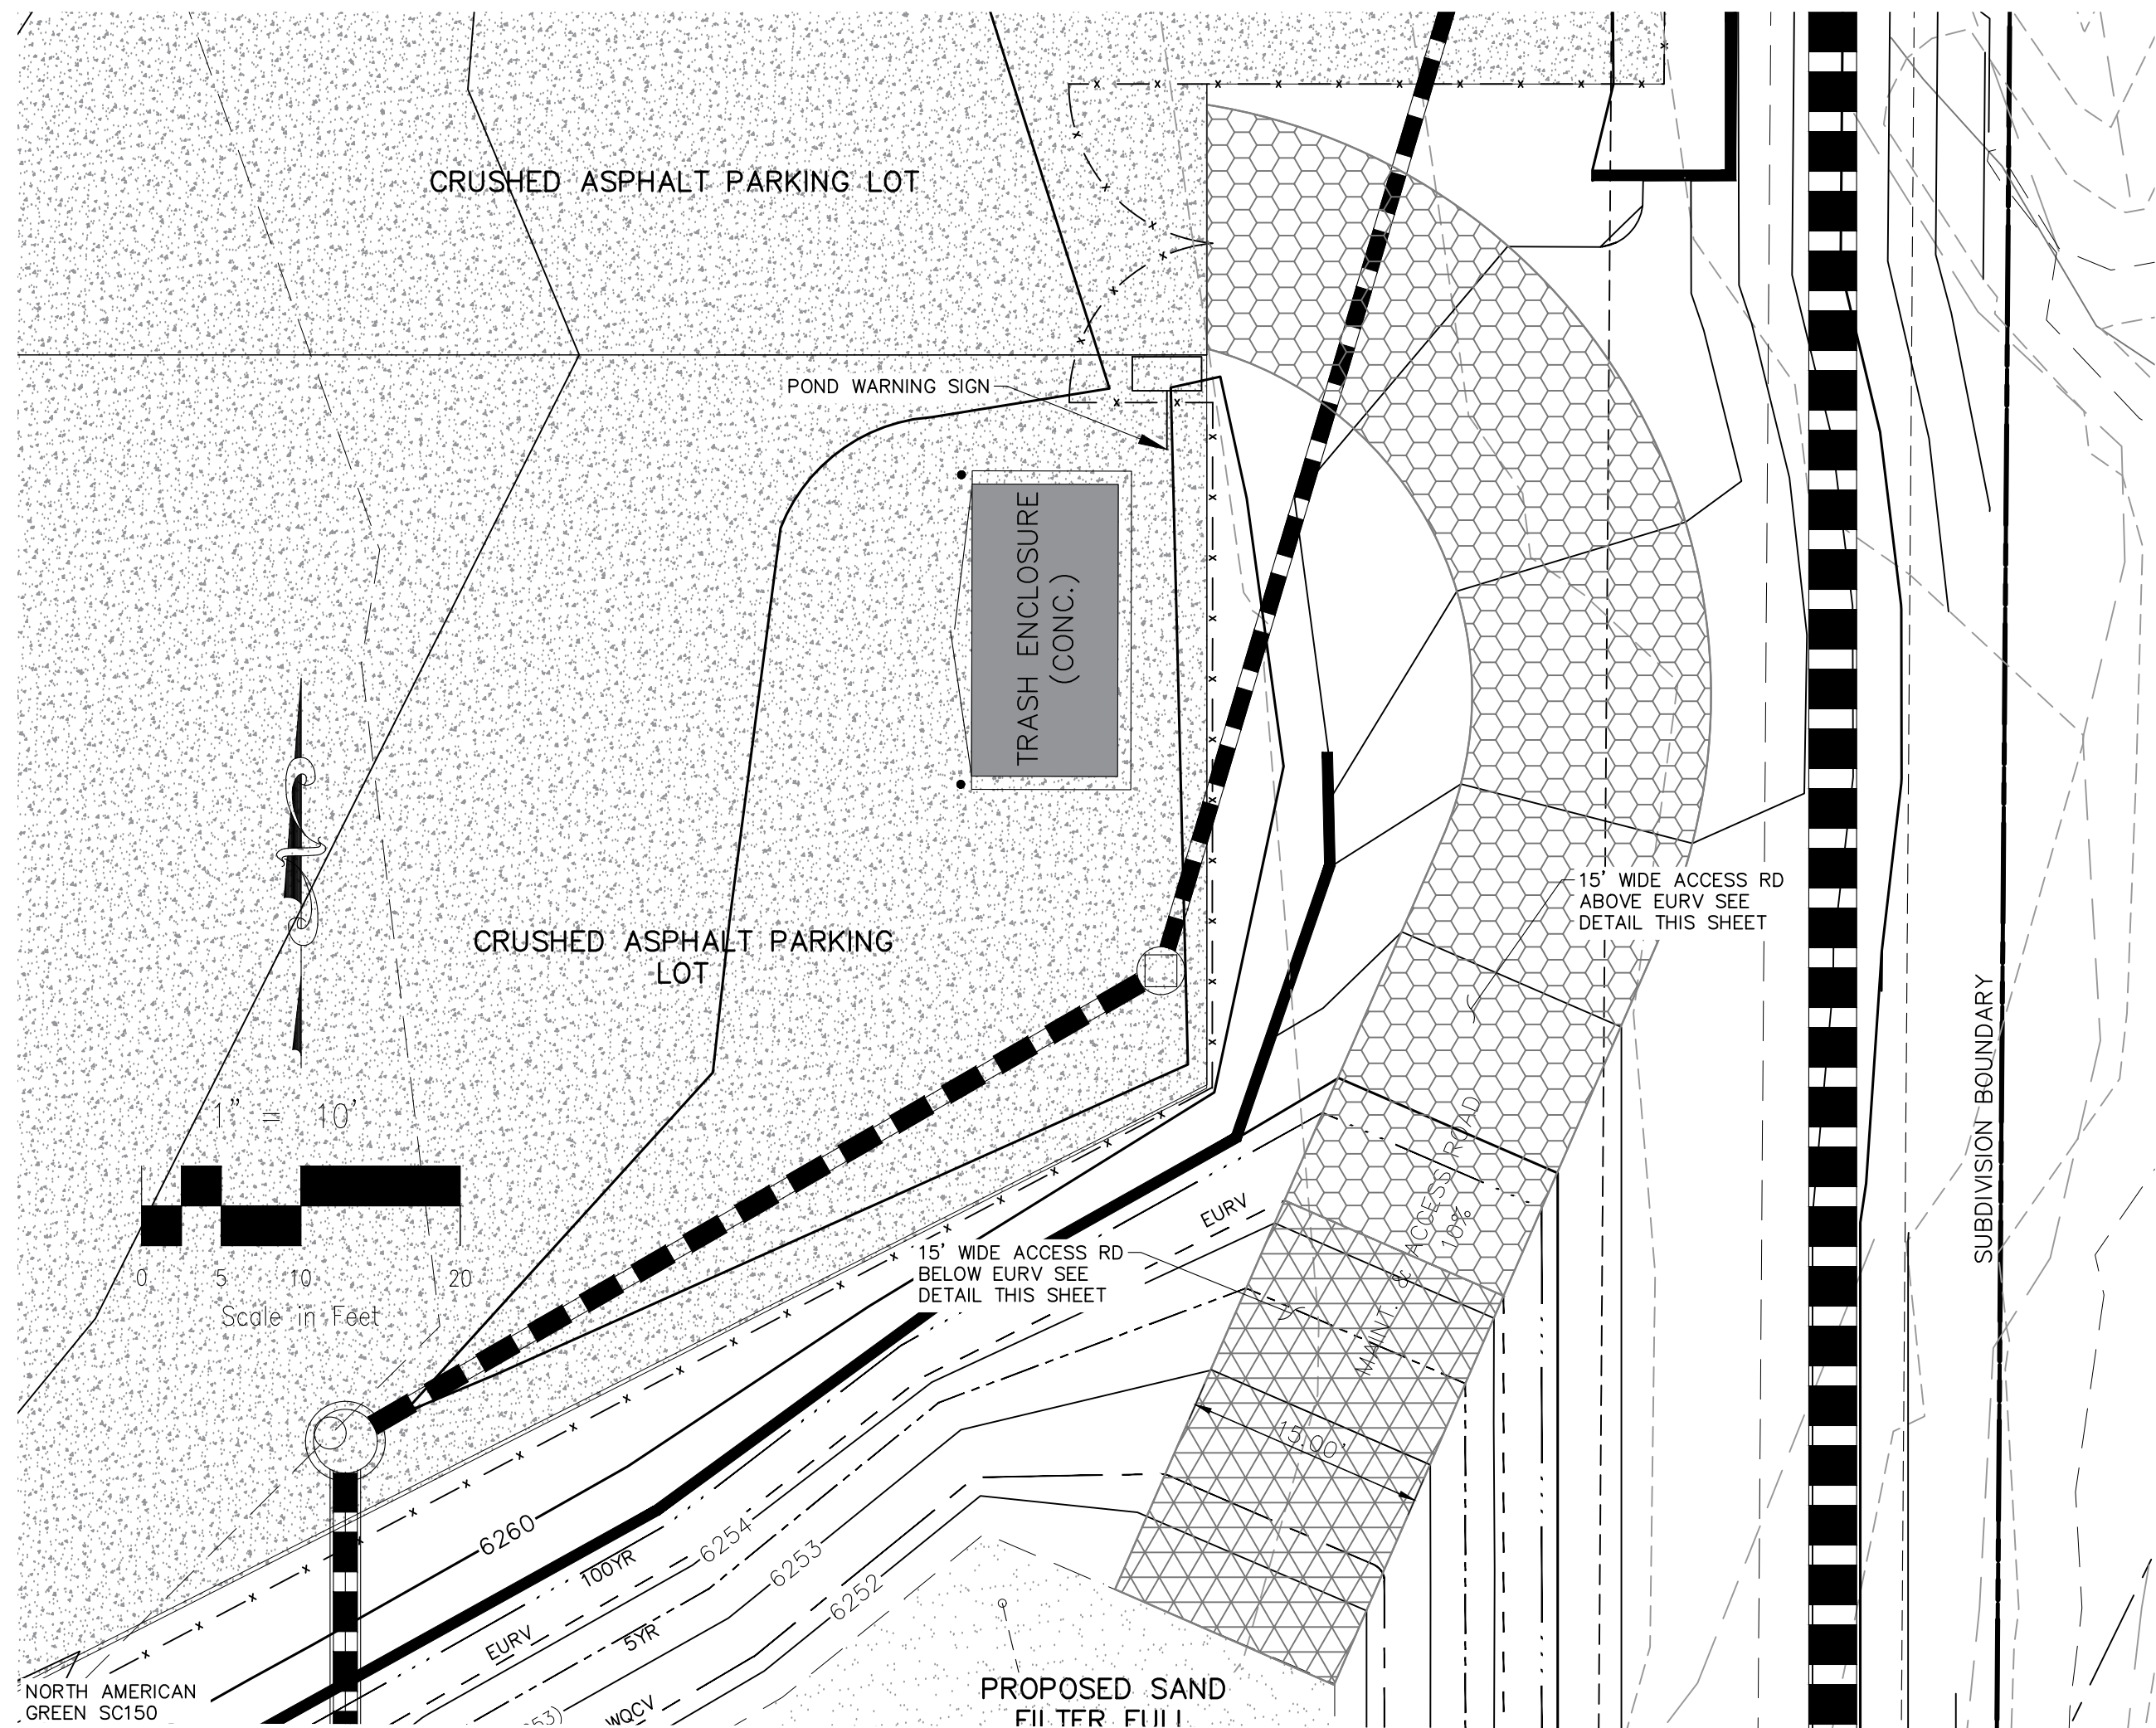 CRUSHED ASPHALT PARKING LOT
POND WARNING SIGN
TRASH ENCLOSURE
(CONC.)
15' WIDE ACCESS RD
ABOVE EURV SEE
DETAIL THIS SHEET
CRUSHED ASPHALT PARKING
LOT
SUBDIVISION BOUNDARY
1" = 10'
0 5 10 20
Scale in Feet
MAINT. & ACCESS ROAD
10%
EURV
15' WIDE ACCESS RD
BELOW EURV SEE
DETAIL THIS SHEET
15.00'
6260
100YR
6254
6253
6252
EURV
5YR
WQCV
53)
NORTH AMERICAN
GREEN SC150
PROPOSED SAND
FILTER FULL